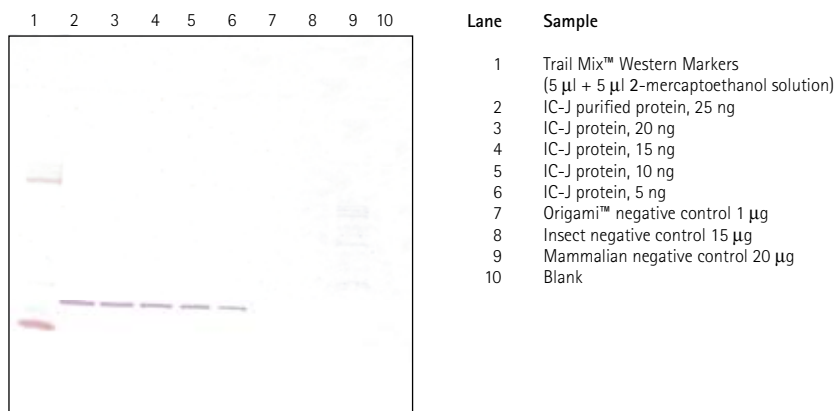 1 2 3 4 5 6 7 8 9 10
Lane Sample
1 Trail Mix™ Western Markers
(5 μl + 5 μl 2-mercaptoethanol solution)
2 IC-J purified protein, 25 ng
3 IC-J protein, 20 ng
4 IC-J protein, 15 ng
5 IC-J protein, 10 ng
6 IC-J protein, 5 ng
7 Origami™ negative control 1 μg
8 Insect negative control 15 μg
9 Mammalian negative control 20 μg
10 Blank